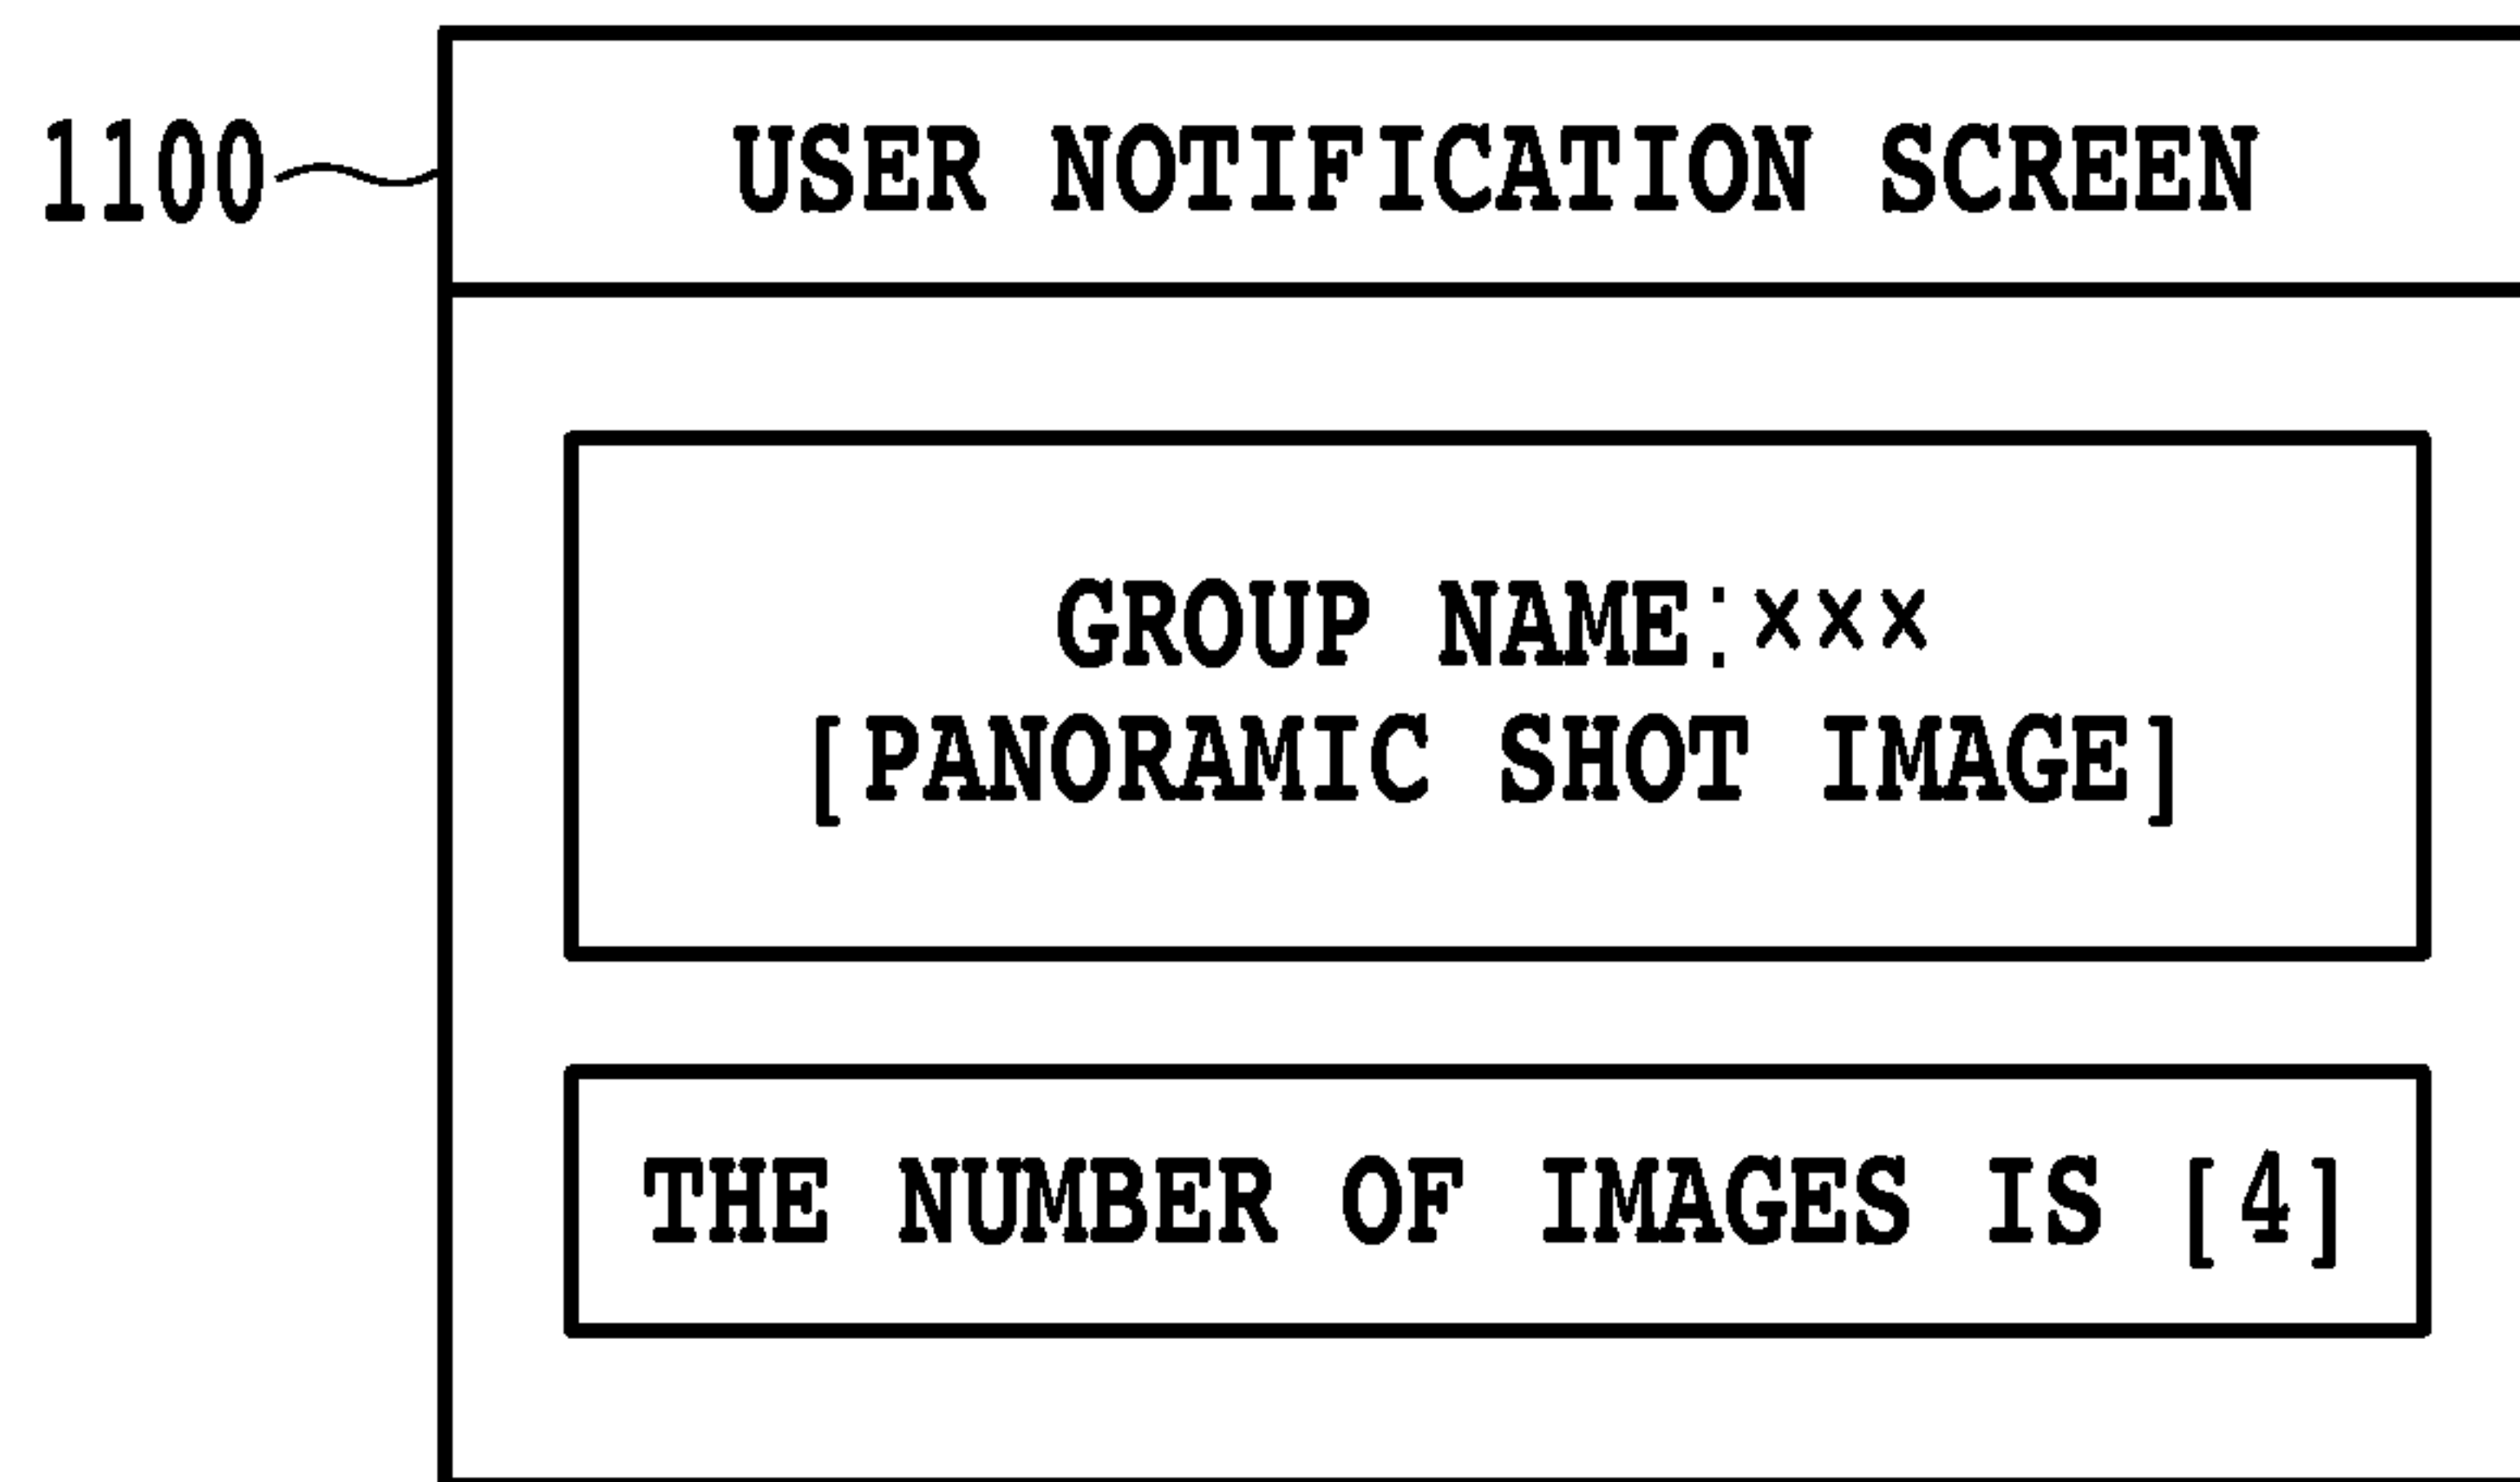 1100
USER NOTIFICATION SCREEN
GROUP NAME:×××
[PANORAMIC SHOT IMAGE]
THE NUMBER OF IMAGES IS [4]